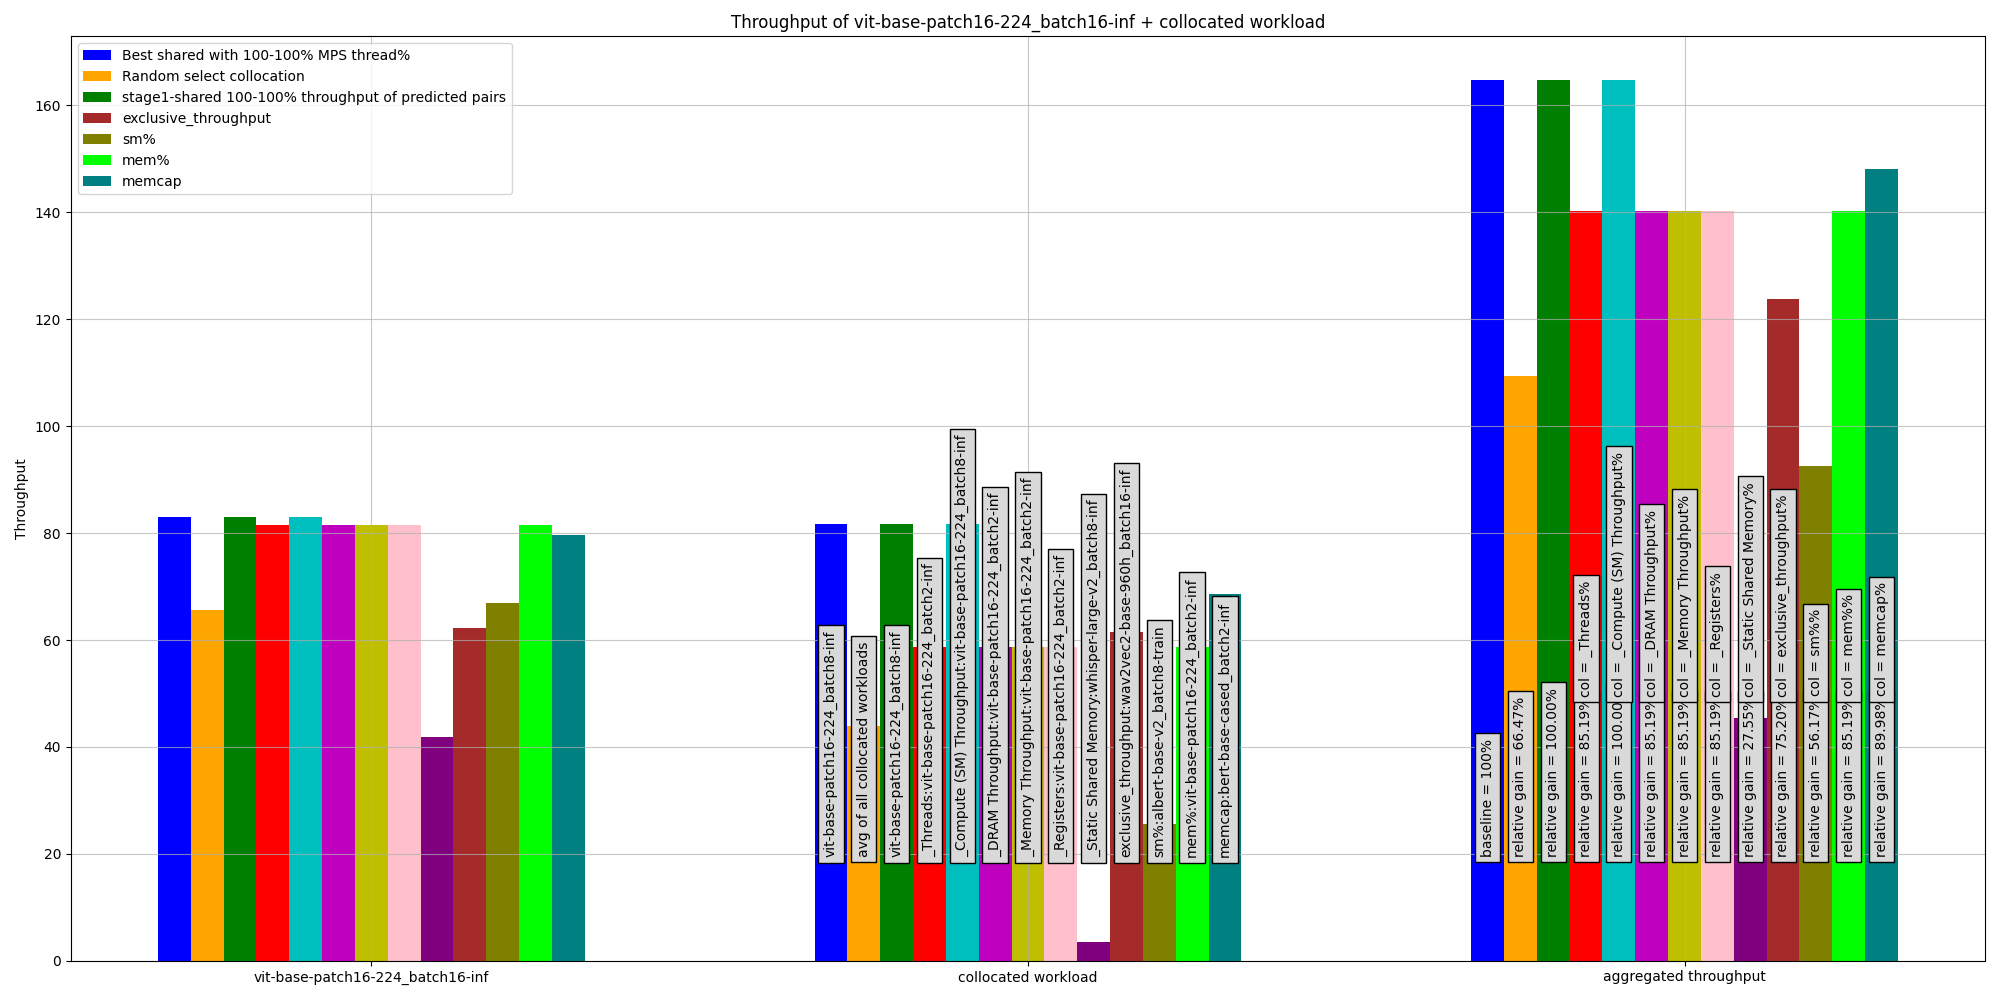 Throughput of vit-base-patch16-224_batch16-inf + collocated workload
Best shared with 100-100% MPS thread%
Random select collocation
stage1-shared 100-100% throughput of predicted pairs
exclusive_throughput
sm%
mem%
memcap
Throughput
160
140
120
100
80
60
40
20
0
vit-base-patch16-224_batch8-inf
avg of all collocated workloads
vit-base-patch16-224_batch8-inf
_Threads:vit-base-patch16-224_batch2-inf
_Compute (SM) Throughput:vit-base-patch16-224_batch8-inf
_DRAM Throughput:vit-base-patch16-224_batch2-inf
_Memory Throughput:vit-base-patch16-224_batch2-inf
_Registers:vit-base-patch16-224_batch2-inf
_Static Shared Memory:whisper-large-v2_batch8-inf
exclusive_throughput:wav2vec2-base-960h_batch16-inf
sm%:albert-base-v2_batch8-train
mem%:vit-base-patch16-224_batch2-inf
memcap:bert-base-cased_batch2-inf
baseline = 100%
relative gain = 66.47%
relative gain = 100.00%
relative gain = 85.19%
col = _Threads%
relative gain = 100.00
col = _Compute (SM) Throughput%
relative gain = 85.19%
col = _DRAM Throughput%
relative gain = 85.19%
col = _Memory Throughput%
relative gain = 85.19%
col = _Registers%
relative gain = 27.55%
col = _Static Shared Memory%
relative gain = 75.20%
col = exclusive_throughput%
relative gain = 56.17%
col = sm%%
relative gain = 85.19%
col = mem%%
relative gain = 89.98%
col = memcap%
vit-base-patch16-224_batch16-inf
collocated workload
aggregated throughput